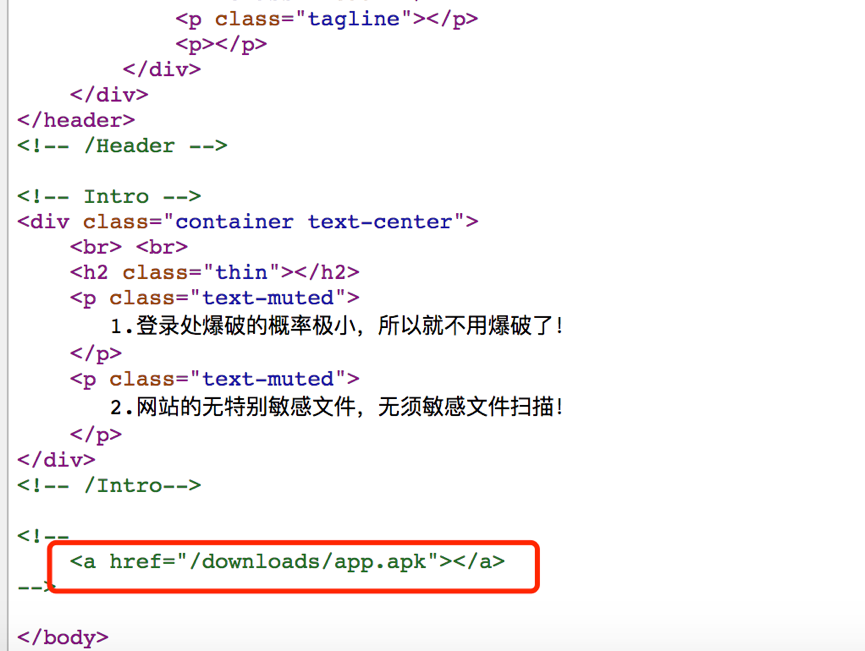 <p class="tagline"></p>
<p></p>
</div>
</div>
</header>
<!-- /Header -->
<!-- Intro -->
<div class="container text-center">
<br> <br>
<h2 class="thin"></h2>
<p class="text-muted">
1.登录处爆破的概率极小，所以就不用爆破了！
</p>
<p class="text-muted">
2.网站的无特别敏感文件，无须敏感文件扫描！
</p>
</div>
<!-- /Intro-->
<!--
<a href="/downloads/app.apk"></a>
-->
</body>